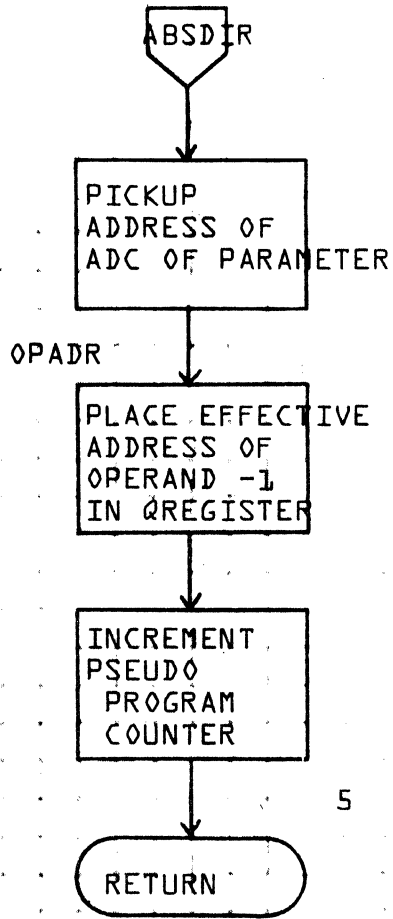 ABSDIR
PICKUP
ADDRESS OF
ADC OF PARAMETER
OPADR
PLACE EFFECTIVE
ADDRESS OF
OPERAND -1
IN QREGISTER
INCREMENT
PSEUDO
PROGRAM
COUNTER
5
RETURN